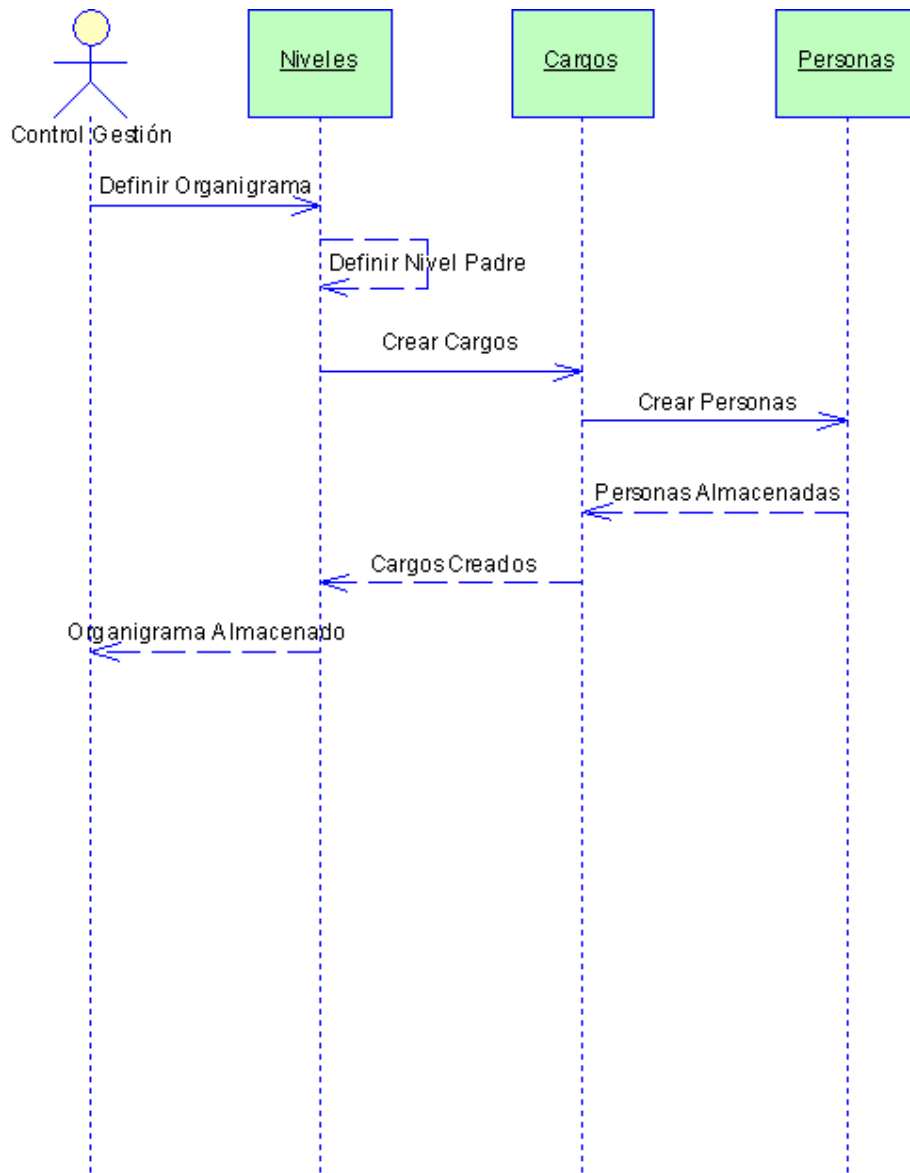 Niveles
Cargos
Personas
Control Gestión
Definir Organigrama
Definir Nivel Padre
Crear Cargos
Crear Personas
Personas Almacenadas
Cargos Creados
Organigrama Almacenado